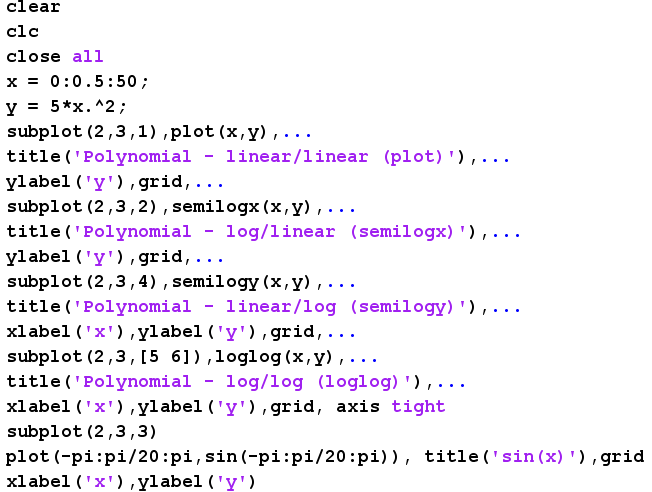 clear
clc
close all
x = 0:0.5:50;
y = 5*x.^2;
subplot(2,3,1),plot(x,y),...
title('Polynomial - linear/linear (plot)'),...
ylabel('y'),grid,...
subplot(2,3,2),semilogx(x,y),...
title('Polynomial - log/linear (semilogx)'),...
ylabel('y'),grid,...
subplot(2,3,4),semilogy(x,y),...
title('Polynomial - linear/log (semilogy)'),...
xlabel('x'),ylabel('y'),grid,...
subplot(2,3,[5 6]),loglog(x,y),...
title('Polynomial - log/log (loglog)'),...
xlabel('x'),ylabel('y'),grid, axis tight
subplot(2,3,3)
plot(-pi:pi/20:pi,sin(-pi:pi/20:pi)), title('sin(x)'),grid
xlabel('x'),ylabel('y')